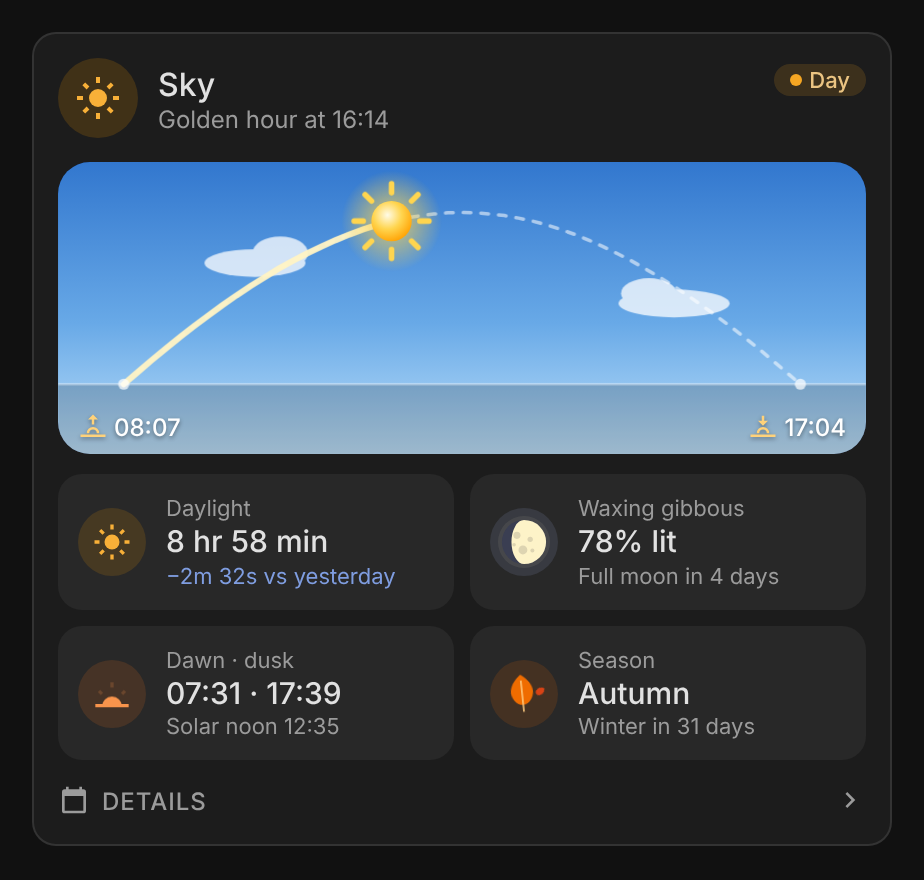 Sky
Golden hour at 16:14
Day
08:07
17:04
Daylight
8 hr 58 min
−2m 32s vs yesterday
Waxing gibbous
78% lit
Full moon in 4 days
Dawn · dusk
07:31 · 17:39
Solar noon 12:35
Season
Autumn
Winter in 31 days
DETAILS